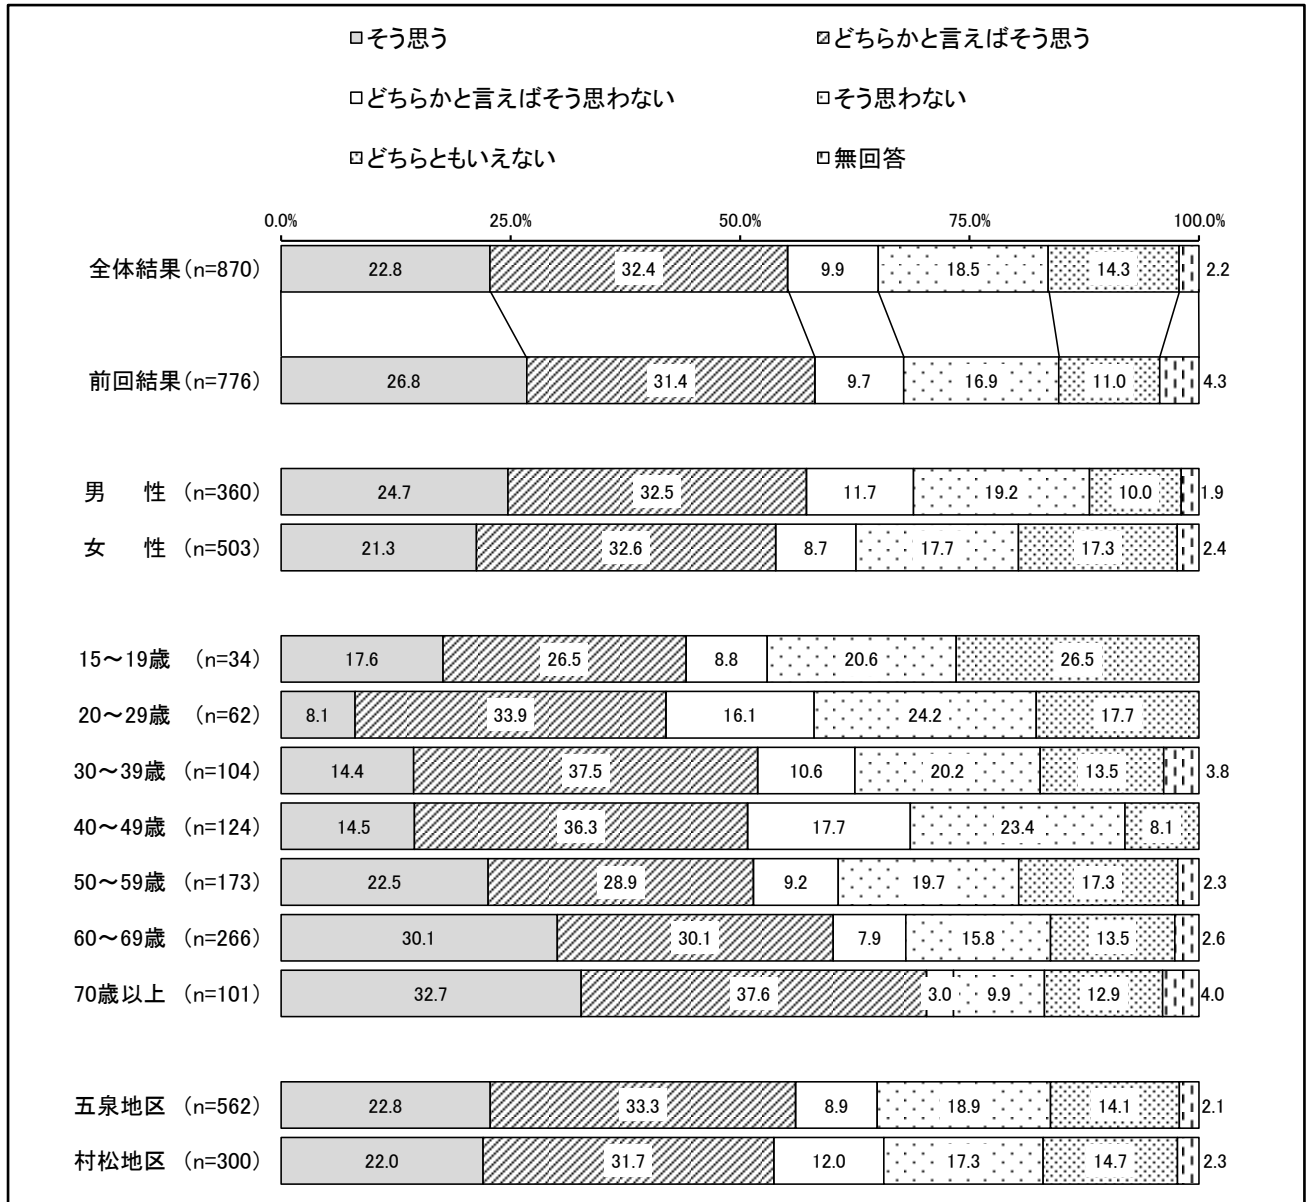 そう思う どちらかと言えばそう思う
どちらかと言えばそう思わない そう思わない
どちらともいえない 無回答
0.0% 25.0% 50.0% 75.0% 100.0%
全体結果(n=870) 22.8 32.4 9.9 18.5 14.3 2.2
前回結果(n=776) 26.8 31.4 9.7 16.9 11.0 4.3
男 性 (n=360) 24.7 32.5 11.7 19.2 10.0 1.9
女 性 (n=503) 21.3 32.6 8.7 17.7 17.3 2.4
15～19歳 (n=34) 17.6 26.5 8.8 20.6 26.5
20～29歳 (n=62) 8.1 33.9 16.1 24.2 17.7
30～39歳 (n=104) 14.4 37.5 10.6 20.2 13.5 3.8
40～49歳 (n=124) 14.5 36.3 17.7 23.4 8.1
50～59歳 (n=173) 22.5 28.9 9.2 19.7 17.3 2.3
60～69歳 (n=266) 30.1 30.1 7.9 15.8 13.5 2.6
70歳以上 (n=101) 32.7 37.6 3.0 9.9 12.9 4.0
五泉地区 (n=562) 22.8 33.3 8.9 18.9 14.1 2.1
村松地区 (n=300) 22.0 31.7 12.0 17.3 14.7 2.3